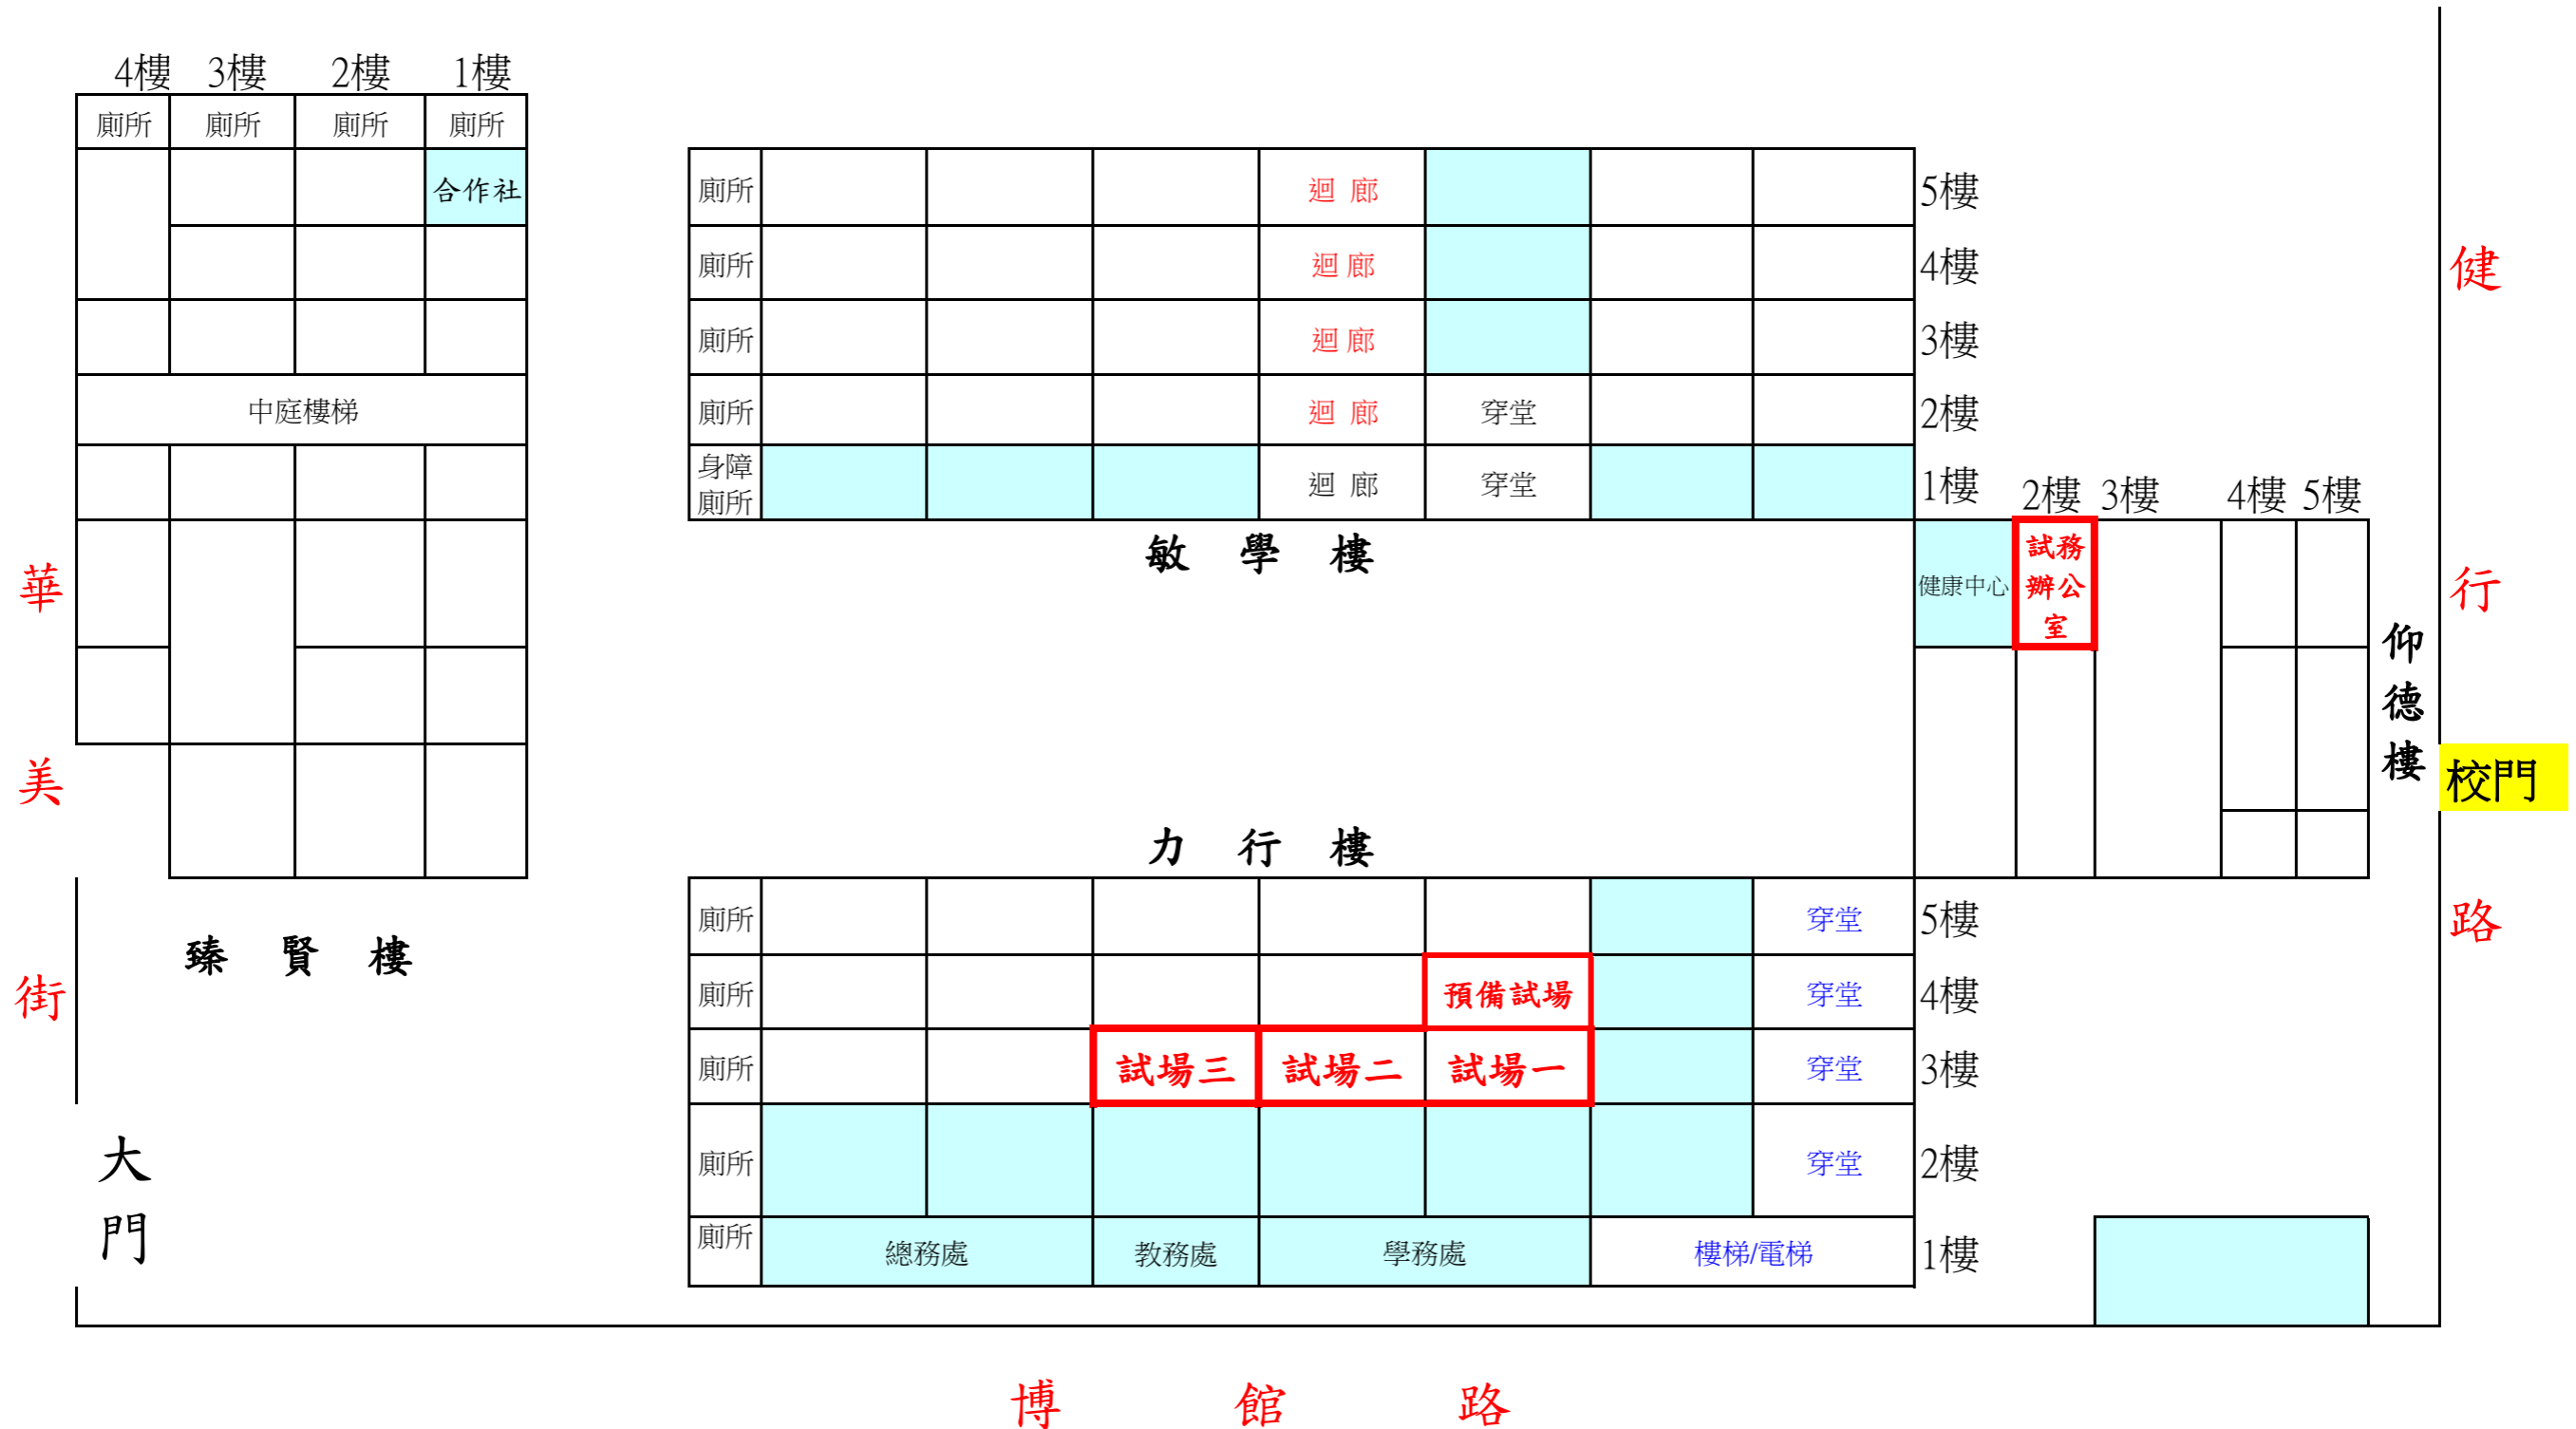 4樓 3樓 2樓 1樓
廁所 廁所 廁所 廁所
合作社
中庭樓梯
臻 賢 樓
廁所 迴 廊 5樓
廁所 迴 廊 4樓
廁所 迴 廊 3樓
廁所 迴 廊 穿堂 2樓
身障
廁所
迴 廊 穿堂 1樓
敏 學 樓
2樓 3樓 4樓 5樓
健康中心
試務
辦公
室
仰德樓
力 行 樓
廁所 穿堂 5樓
廁所 預備試場 穿堂 4樓
廁所 試場三 試場二 試場一 穿堂 3樓
廁所 穿堂 2樓
廁所 總務處 教務處 學務處 樓梯/電梯 1樓
華美街
大門
健行路
校門
博 館 路